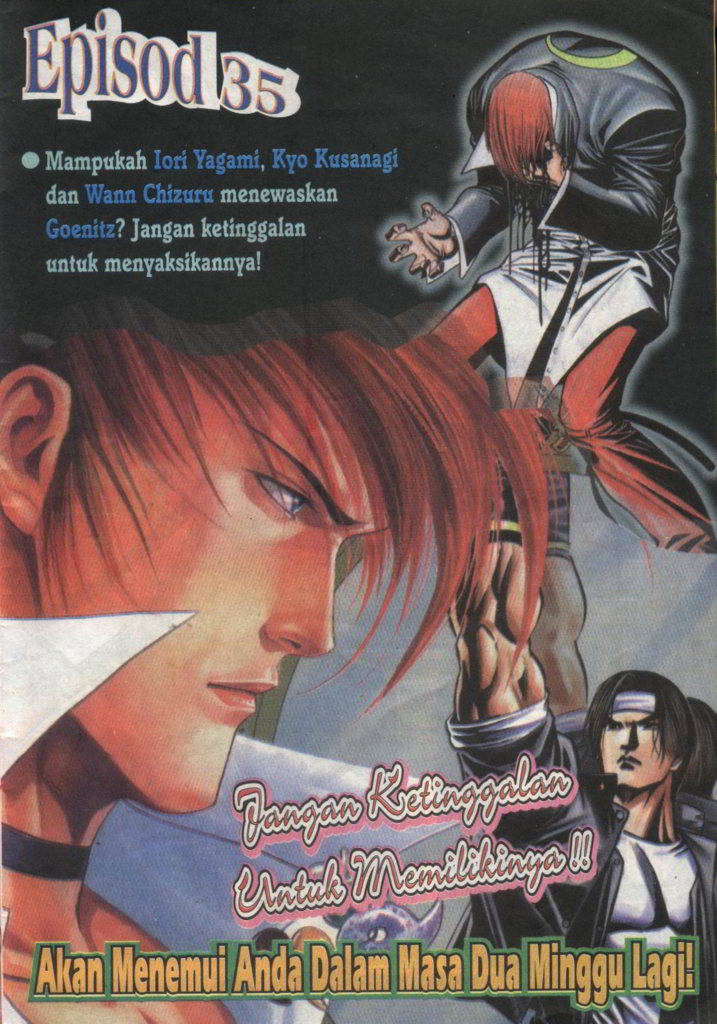 Episod 35
Mampukah Iori Yagami, Kyo Kusanagi
dan Wann Chizuru menewaskan
Goenitz? Jangan ketinggalan
untuk menyaksikannya!
Jangan Ketinggalan
Untuk Memilikinya !!
Akan Menemui Anda Dalam Masa Dua Minggu Lagi!